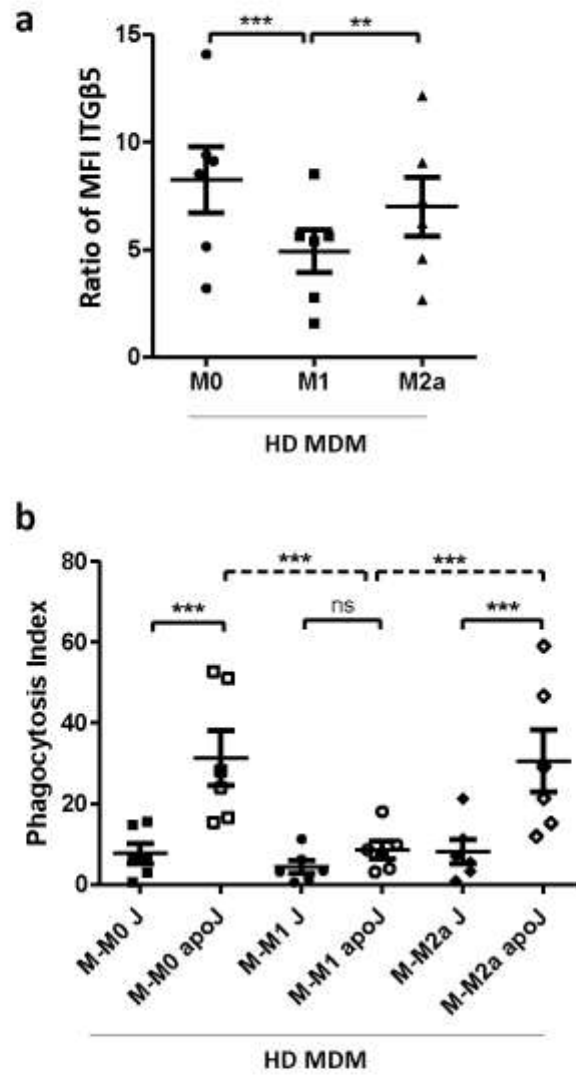 a
15
10
5
0
Ratio of MFI ITGβ5
*** **
M0 M1 M2a
HD MDM
b
80
60
40
20
0
Phagocytosis Index
*** ***
*** ns ***
M-M0 J M-M0 apoJ M-M1 J M-M1 apoJ M-M2a J M-M2a apoJ
HD MDM